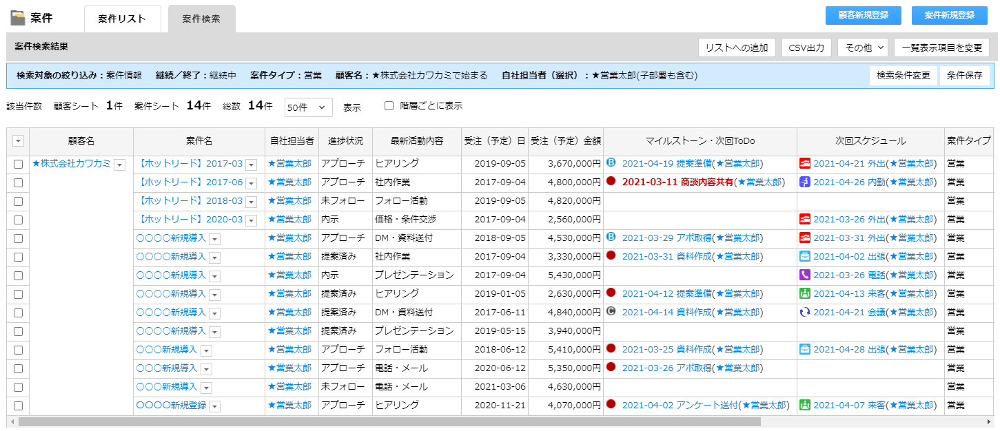 案件 案件リスト 案件検索 顧客新規登録 案件新規登録
案件検索結果 リストへの追加 CSV出力 その他 一覧表示項目を変更
検索対象の絞り込み：案件情報 継続／終了：継続中 案件タイプ：営業 顧客名：★株式会社カワカミで始まる 自社担当者（選択）：★営業太郎(子部署も含む) 検索条件変更 条件保存
該当件数 顧客シート 1件 案件シート 14件 総数 14件 50件 表示 階層ごとに表示
顧客名 案件名 自社担当者 進捗状況 最新活動内容 受注（予定）日 受注（予定）金額 マイルストーン・次回ToDo 次回スケジュール 案件タイプ
★株式会社カワカミ 【ホットリード】2017-03 ★営業太郎 アプローチ ヒアリング 2019-09-05 3,670,000円 B 2021-04-19 提案準備(★営業太郎) 2021-04-21 外出(★営業太郎) 営業
【ホットリード】2017-06 ★営業太郎 アプローチ 社内作業 2017-09-04 4,800,000円 2021-03-11 商談内容共有(★営業太郎) 2021-04-26 内勤(★営業太郎) 営業
【ホットリード】2018-03 ★営業太郎 未フォロー フォロー活動 2019-09-05 4,820,000円 営業
【ホットリード】2020-03 ★営業太郎 内示 価格・条件交渉 2017-09-04 2,560,000円 2021-03-26 外出(★営業太郎) 営業
〇〇〇〇新規導入 ★営業太郎 アプローチ DM・資料送付 2018-09-05 4,530,000円 B 2021-03-29 アポ取得(★営業太郎) 2021-03-31 外出(★営業太郎) 営業
〇〇〇〇新規導入 ★営業太郎 提案済み 社内作業 2017-09-04 3,330,000円 2021-03-31 資料作成(★営業太郎) 2021-04-02 出張(★営業太郎) 営業
〇〇〇〇新規導入 ★営業太郎 内示 プレゼンテーション 2017-09-04 5,430,000円 2021-03-26 電話(★営業太郎) 営業
〇〇〇〇新規導入 ★営業太郎 提案済み ヒアリング 2019-01-05 2,630,000円 2021-04-12 提案準備(★営業太郎) 2021-04-13 来客(★営業太郎) 営業
〇〇〇〇新規導入 ★営業太郎 提案済み DM・資料送付 2017-06-11 4,840,000円 C 2021-04-14 資料作成(★営業太郎) 2021-04-21 会議(★営業太郎) 営業
〇〇〇〇新規導入 ★営業太郎 提案済み プレゼンテーション 2019-05-15 3,940,000円 営業
〇〇〇新規導入 ★営業太郎 アプローチ フォロー活動 2018-06-12 5,410,000円 2021-03-25 資料作成(★営業太郎) 2021-04-28 出張(★営業太郎) 営業
〇〇〇新規導入 ★営業太郎 アプローチ 電話・メール 2020-06-12 5,350,000円 2021-03-26 アポ取得(★営業太郎) 営業
〇〇〇新規導入 ★営業太郎 未フォロー 電話・メール 2021-03-06 4,630,000円 営業
〇〇〇〇新規登録 ★営業太郎 アプローチ ヒアリング 2020-11-21 4,070,000円 2021-04-02 アンケート送付(★営業太郎) 2021-04-07 来客(★営業太郎) 営業